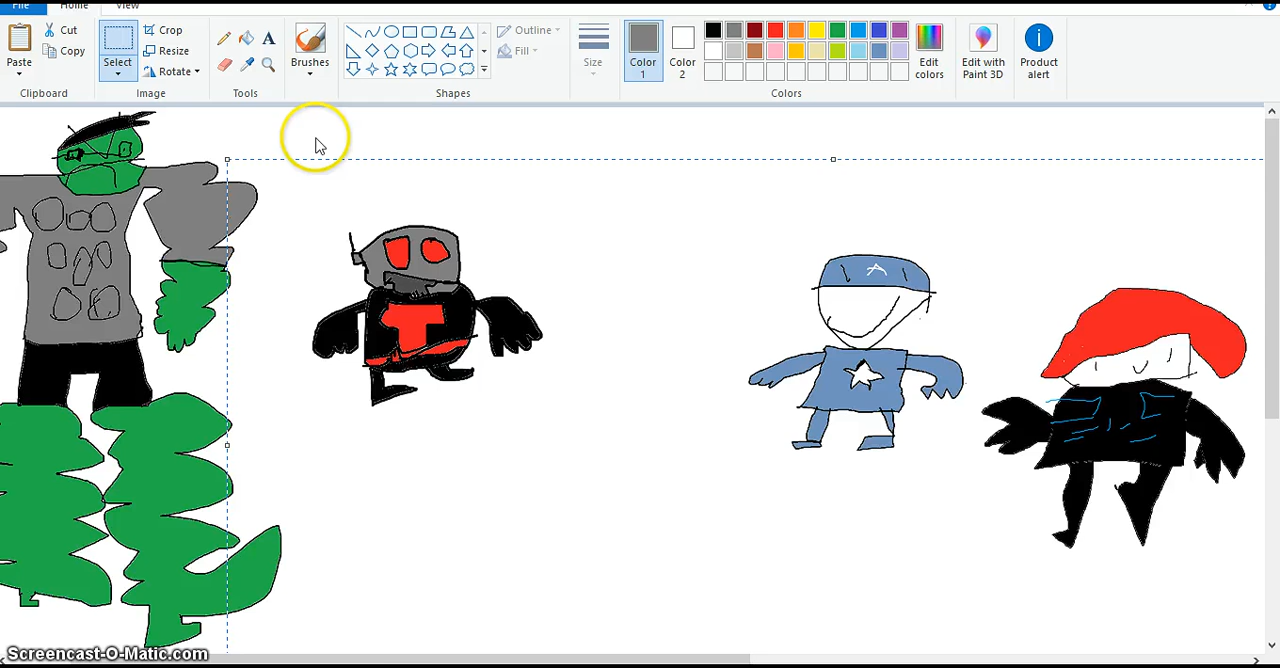 File Home View
Cut
Copy
Paste
Clipboard
Select
Crop
Resize
Rotate
Image
A
Tools
Brushes
Shapes
Outline
Fill
Size
Color 1
Color 2
Colors
Edit colors
Edit with Paint 3D
Product alert
A
T
Screencast-O-Matic.com